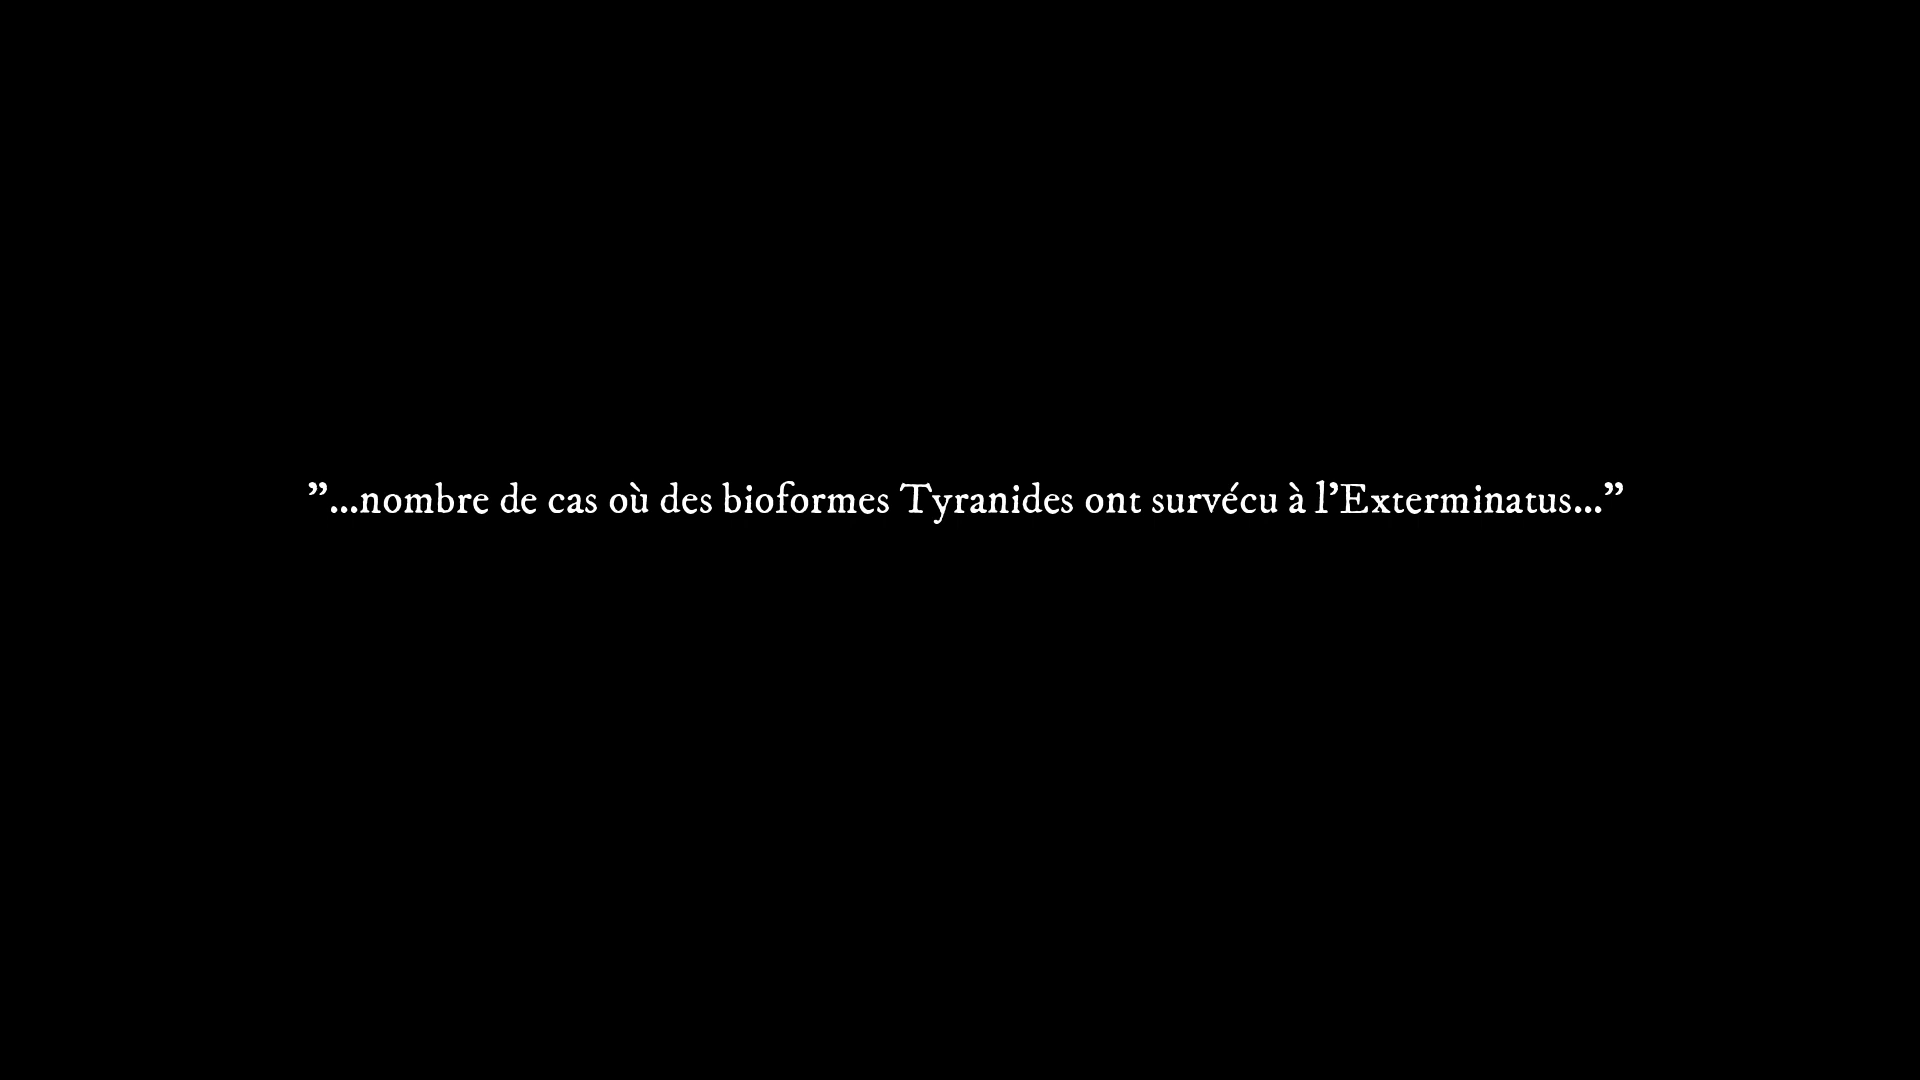 ”...nombre de cas où des bioformes Tyranides ont survécu à l’Exterminatus...”